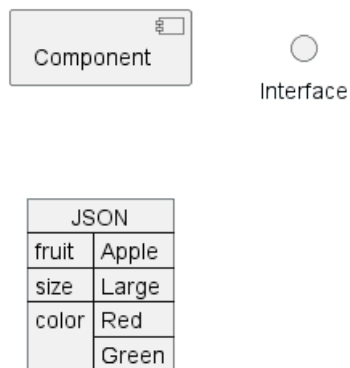 Component
Interface
JSON
fruit Apple
size Large
color Red
Green